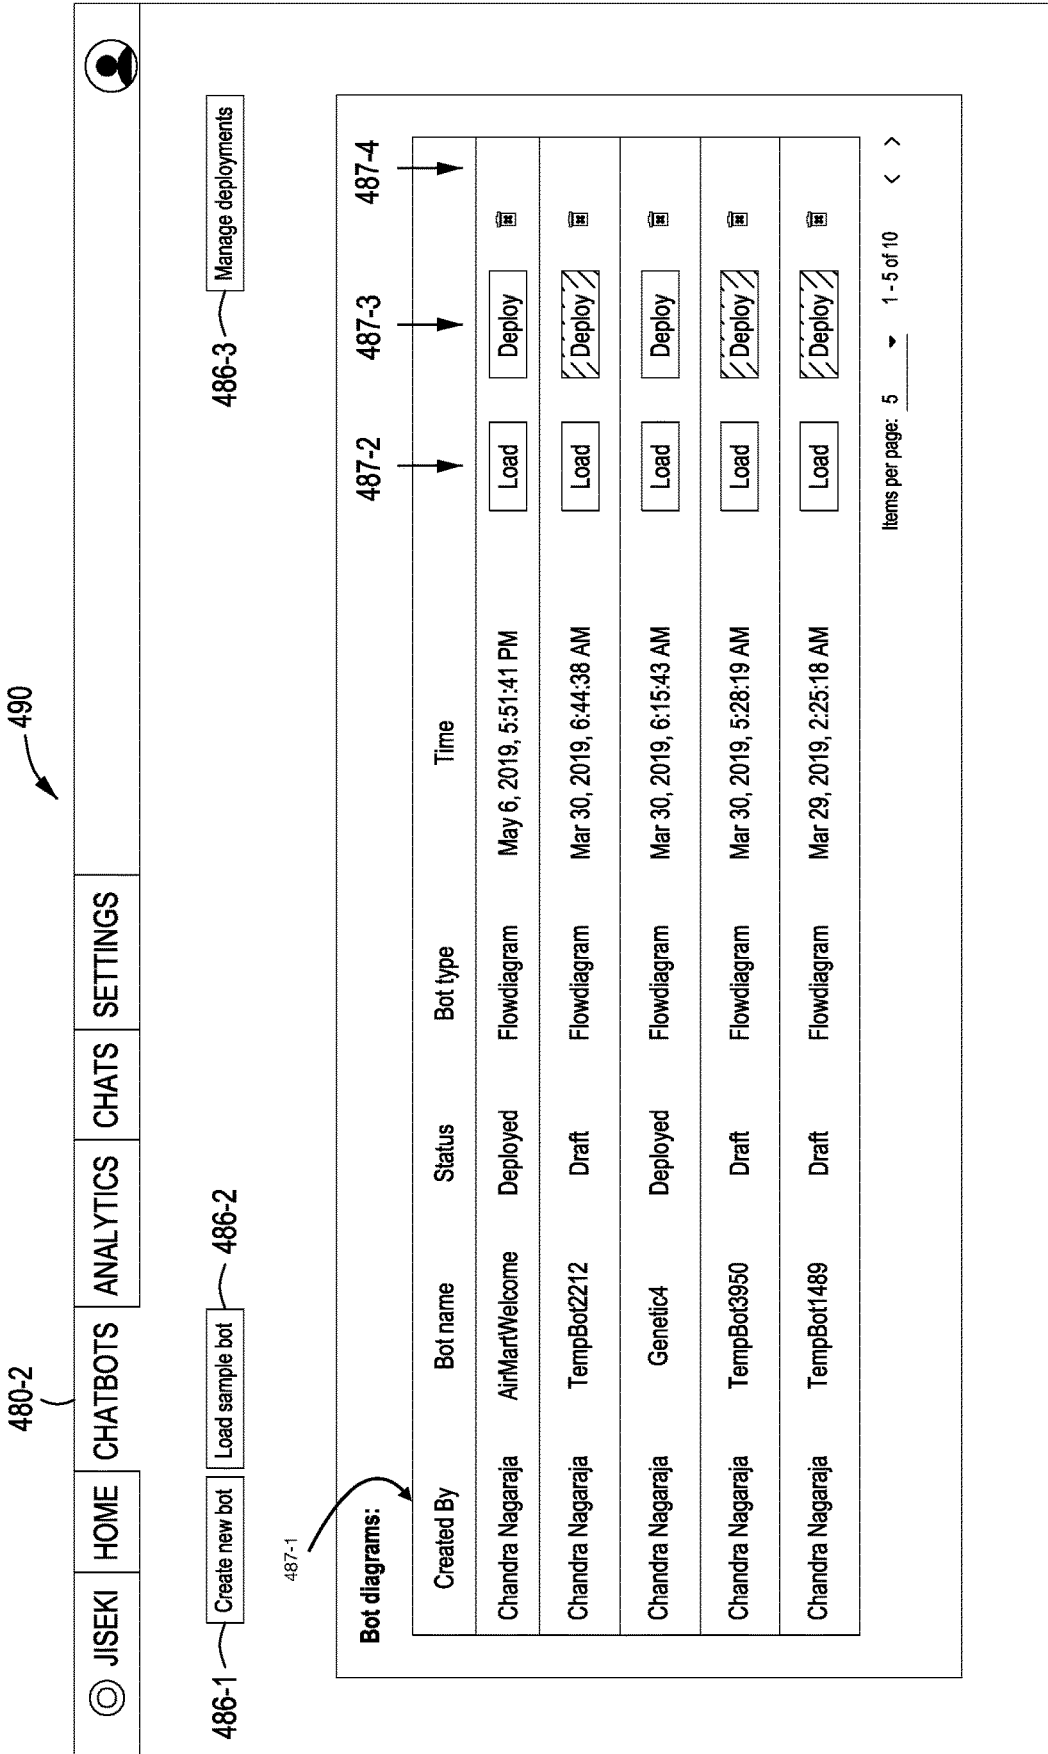 490
480-2
JISEKI HOME CHATBOTS ANALYTICS CHATS SETTINGS
486-1 Create new bot Load sample bot 486-2 486-3 Manage deployments
487-1
Bot diagrams: 487-2 487-3 487-4
Created By Bot name Status Bot type Time
Chandra Nagaraja AirMartWelcome Deployed Flowdiagram May 6, 2019, 5:51:41 PM Load Deploy
Chandra Nagaraja TempBot2212 Draft Flowdiagram Mar 30, 2019, 6:44:38 AM Load Deploy
Chandra Nagaraja Genetic4 Deployed Flowdiagram Mar 30, 2019, 6:15:43 AM Load Deploy
Chandra Nagaraja TempBot3950 Draft Flowdiagram Mar 30, 2019, 5:28:19 AM Load Deploy
Chandra Nagaraja TempBot1489 Draft Flowdiagram Mar 29, 2019, 2:25:18 AM Load Deploy
Items per page: 5 1 - 5 of 10 < >